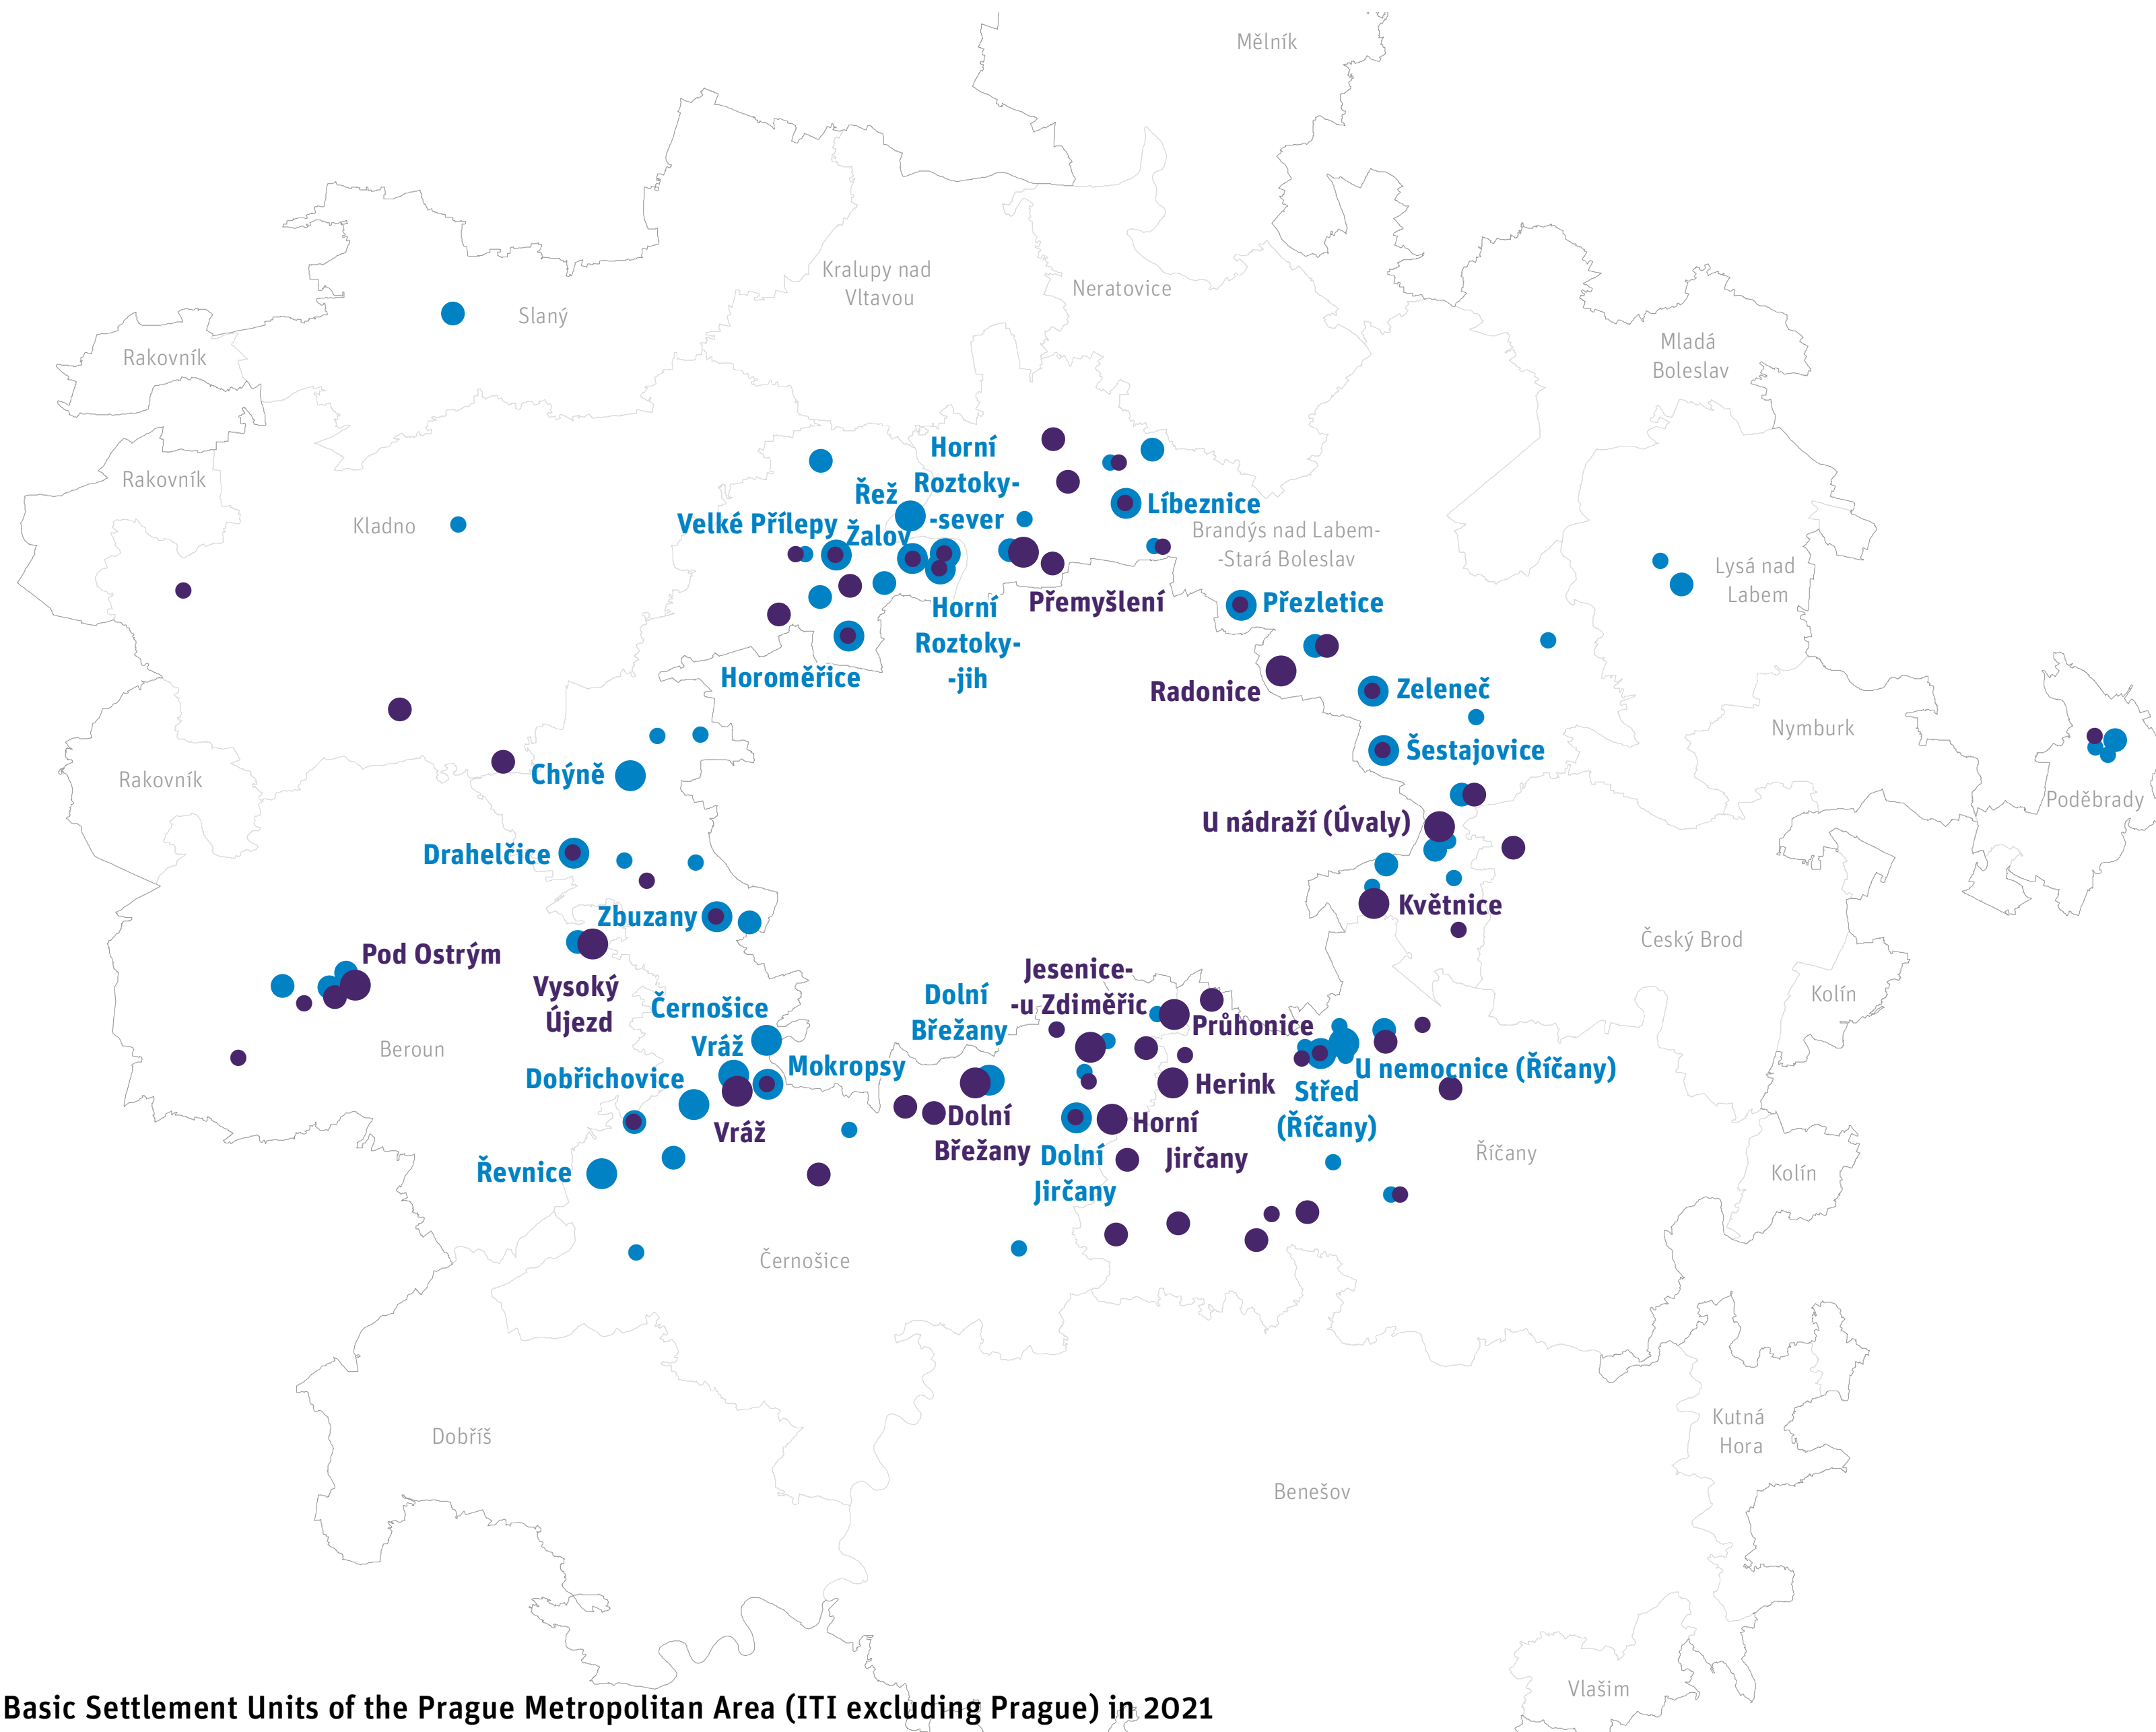 Mělník
Kralupy nad
Vltavou
Neratovice
Slaný
Rakovník
Mladá
Boleslav
Rakovník
Kladno
Horní
Roztoky-
-sever
Řež
Velké Přílepy
Žalov
Líbeznice
Brandýs nad Labem-
-Stará Boleslav
Lysá nad
Labem
Přemyšlení
Přezletice
Horní
Roztoky-
-jih
Horoměřice
Radonice
Zeleneč
Nymburk
Šestajovice
Rakovník
Chýně
Poděbrady
U nádraží (Úvaly)
Drahelčice
Květnice
Zbuzany
Český Brod
Pod Ostrým
Vysoký
Újezd
Jesenice-
-u Zdiměřic
Kolín
Černošice
Vráž
Dolní
Břežany
Průhonice
Beroun
Mokropsy
Dobřichovice
U nemocnice (Říčany)
Herink
Střed
(Říčany)
Vráž
Dolní
Břežany
Horní
Jirčany
Dolní
Jirčany
Říčany
Kolín
Řevnice
Černošice
Dobříš
Kutná
Hora
Benešov
Vlašim
Basic Settlement Units of the Prague Metropolitan Area (ITI excluding Prague) in 2021